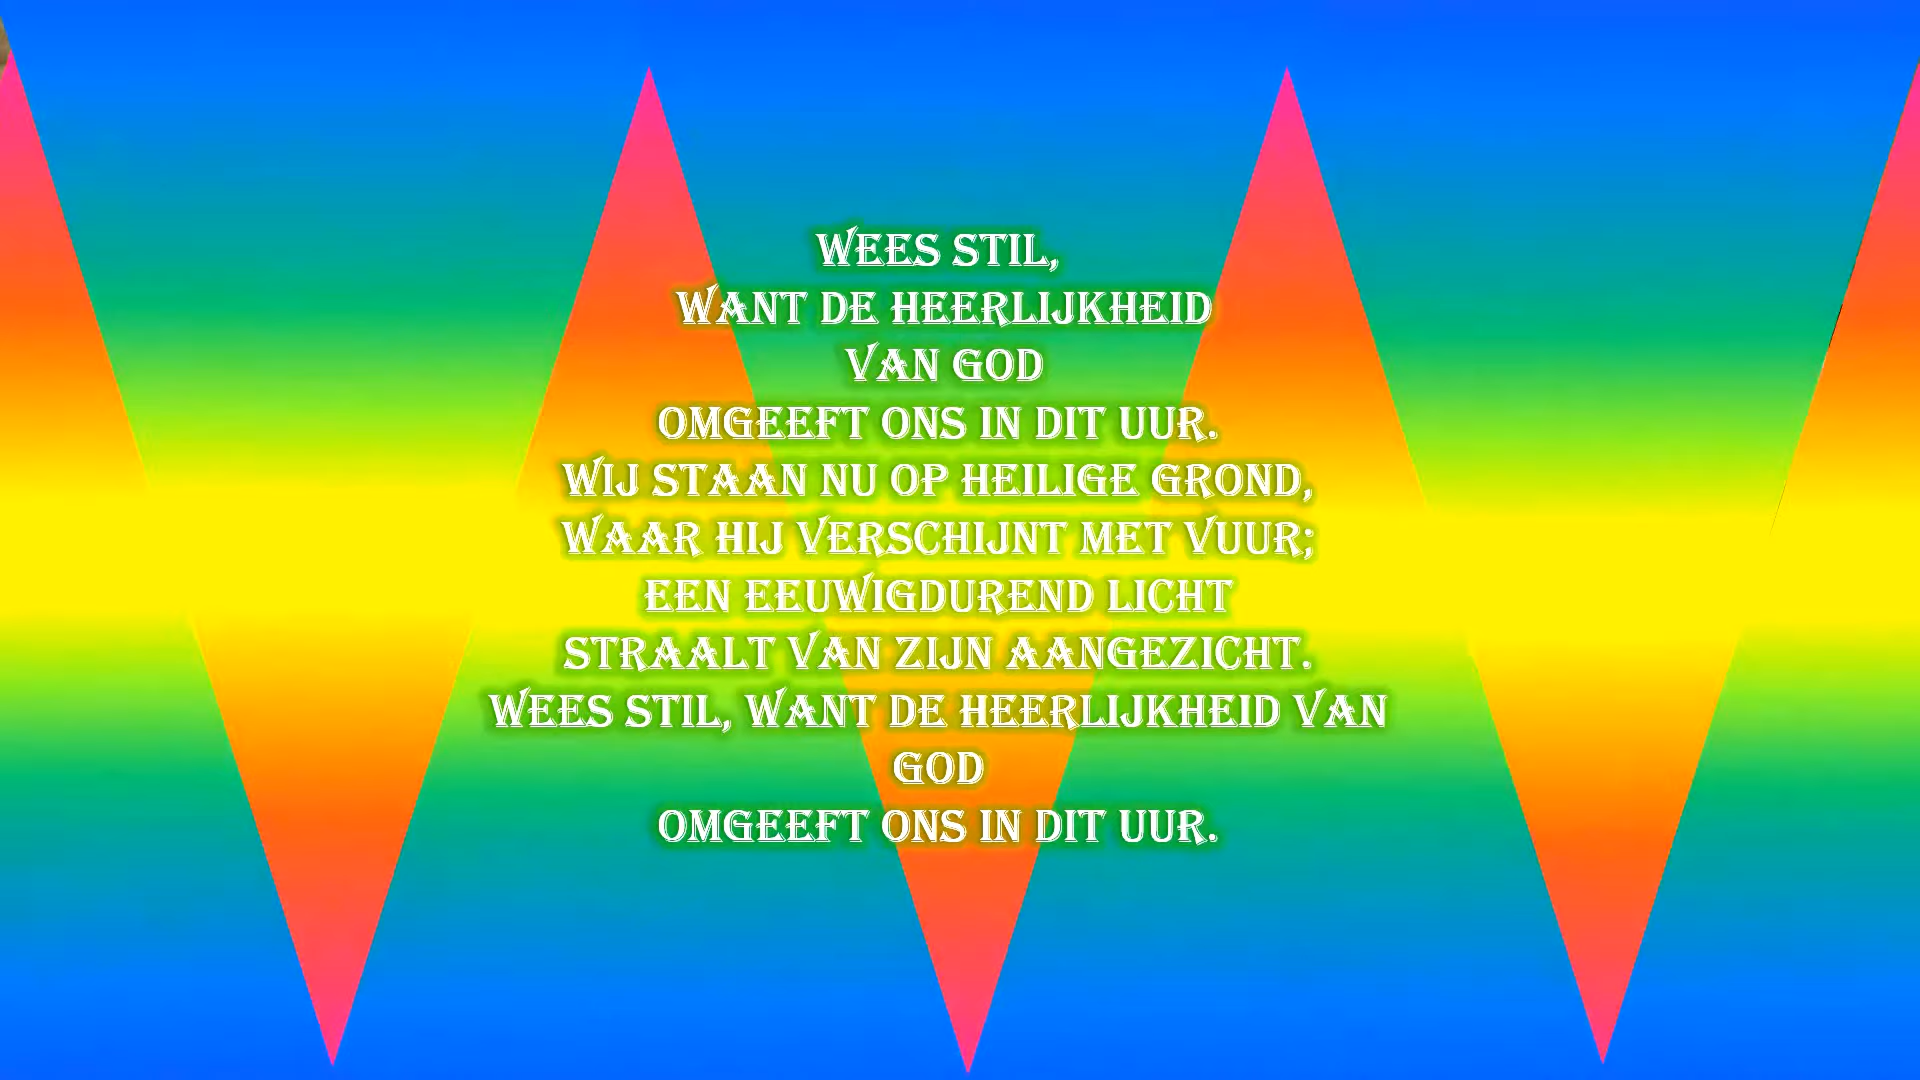 WEES STIL,
WANT DE HEERLIJKHEID
VAN GOD
OMGEEFT ONS IN DIT UUR.
WIJ STAAN NU OP HEILIGE GROND,
WAAR HIJ VERSCHIJNT MET VUUR;
EEN EEUWIGDUREND LICHT
STRAALT VAN ZIJN AANGEZICHT.
WEES STIL, WANT DE HEERLIJKHEID VAN
GOD
OMGEEFT ONS IN DIT UUR.